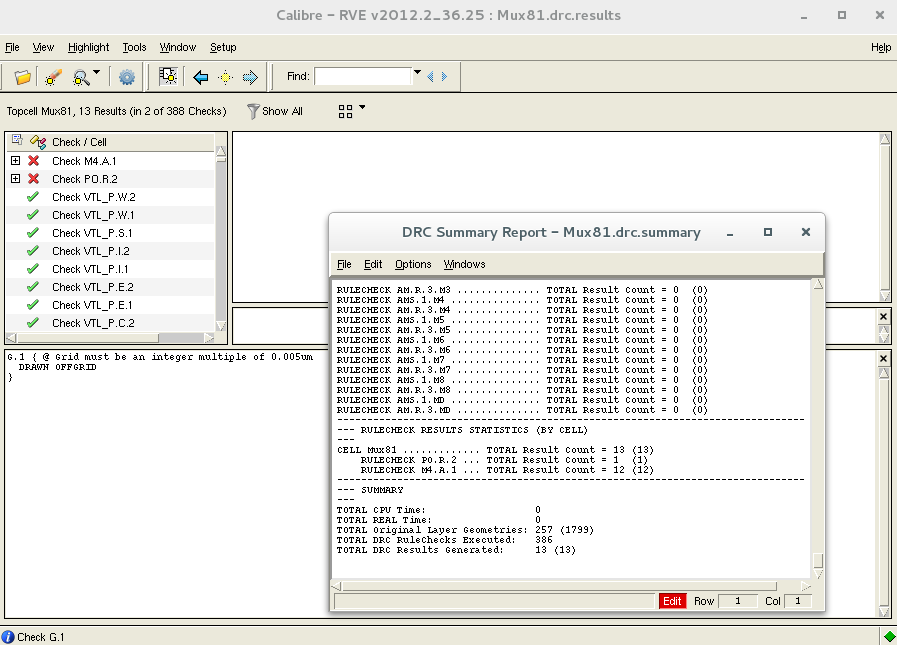 Calibre - RVE v2012.2_36.25 : Mux81.drc.results
File View Highlight Tools Window Setup Help
Find:
Topcell Mux81, 13 Results (in 2 of 388 Checks) Show All
Check / Cell
Check M4.A.1
Check PO.R.2
Check VTL_P.W.2
Check VTL_P.W.1
Check VTL_P.S.1
Check VTL_P.I.2
Check VTL_P.I.1
Check VTL_P.E.2
Check VTL_P.E.1
Check VTL_P.C.2
G.1 { @ Grid must be an integer multiple of 0.005um
DRAWN OFFGRID
}
DRC Summary Report - Mux81.drc.summary
File Edit Options Windows
RULECHECK AM.R.3.M3 .............. TOTAL Result Count = 0 (0)
RULECHECK AMS.1.M4 ............... TOTAL Result Count = 0 (0)
RULECHECK AM.R.3.M4 .............. TOTAL Result Count = 0 (0)
RULECHECK AMS.1.M5 ............... TOTAL Result Count = 0 (0)
RULECHECK AM.R.3.M5 .............. TOTAL Result Count = 0 (0)
RULECHECK AMS.1.M6 ............... TOTAL Result Count = 0 (0)
RULECHECK AM.R.3.M6 .............. TOTAL Result Count = 0 (0)
RULECHECK AMS.1.M7 ............... TOTAL Result Count = 0 (0)
RULECHECK AM.R.3.M7 .............. TOTAL Result Count = 0 (0)
RULECHECK AMS.1.M8 ............... TOTAL Result Count = 0 (0)
RULECHECK AM.R.3.M8 .............. TOTAL Result Count = 0 (0)
RULECHECK AMS.1.MD ............... TOTAL Result Count = 0 (0)
RULECHECK AM.R.3.MD .............. TOTAL Result Count = 0 (0)
----------------------------------------------------------------------------------
--- RULECHECK RESULTS STATISTICS (BY CELL)
---
CELL Mux81 ............. TOTAL Result Count = 13 (13)
RULECHECK PO.R.2 ... TOTAL Result Count = 1 (1)
RULECHECK M4.A.1 ... TOTAL Result Count = 12 (12)
----------------------------------------------------------------------------------
--- SUMMARY
---
TOTAL CPU Time: 0
TOTAL REAL Time: 0
TOTAL Original Layer Geometries: 257 (1799)
TOTAL DRC RuleChecks Executed: 386
TOTAL DRC Results Generated: 13 (13)
Edit Row 1 Col 1
Check G.1